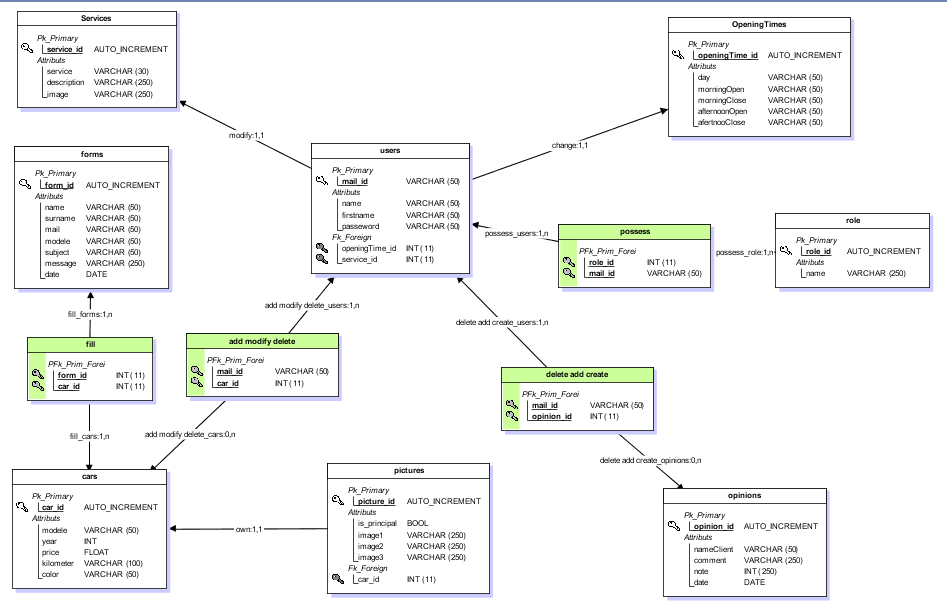 Services
Pk_Primary
service_id AUTO_INCREMENT
Attributs
service VARCHAR (30)
description VARCHAR (250)
image VARCHAR (250)
OpeningTimes
Pk_Primary
openingTime_id AUTO_INCREMENT
Attributs
day VARCHAR (50)
morningOpen VARCHAR (50)
morningClose VARCHAR (50)
afternoonOpen VARCHAR (50)
afertnooClose VARCHAR (50)
modify:1,1
change:1,1
forms
Pk_Primary
form_id AUTO_INCREMENT
Attributs
name VARCHAR (50)
surname VARCHAR (50)
mail VARCHAR (50)
modele VARCHAR (50)
subject VARCHAR (50)
message VARCHAR (250)
date DATE
users
Pk_Primary
mail_id VARCHAR (50)
Attributs
name VARCHAR (50)
firstname VARCHAR (50)
passeword VARCHAR (50)
Fk_Foreign
openingTime_id INT ( 11)
service_id INT ( 11)
possess_users:1,n
possess
PFk_Prim_Forei
role_id INT (11)
mail_id VARCHAR (50)
possess_role:1,n
role
Pk_Primary
role_id AUTO_INCREMENT
Attributs
name VARCHAR (250)
fill_forms:1,n
add modify delete_users:1,n
delete add create_users:1,n
fill
PFk_Prim_Forei
form_id INT ( 11)
car_id INT ( 11)
add modify delete
PFk_Prim_Forei
mail_id VARCHAR (50)
car_id INT ( 11)
delete add create
PFk_Prim_Forei
mail_id VARCHAR (50)
opinion_id INT ( 11)
fill_cars:1,n
add modify delete_cars:0,n
delete add create_opinions:0,n
cars
Pk_Primary
car_id AUTO_INCREMENT
Attributs
modele VARCHAR (50)
year INT
price FLOAT
kilometer VARCHAR (100)
color VARCHAR (50)
own:1,1
pictures
Pk_Primary
picture_id AUTO_INCREMENT
Attributs
is_principal BOOL
image1 VARCHAR (250)
image2 VARCHAR (250)
image3 VARCHAR (250)
Fk_Foreign
car_id INT (11)
opinions
Pk_Primary
opinion_id AUTO_INCREMENT
Attributs
nameClient VARCHAR (50)
comment VARCHAR (250)
note INT ( 250)
date DATE